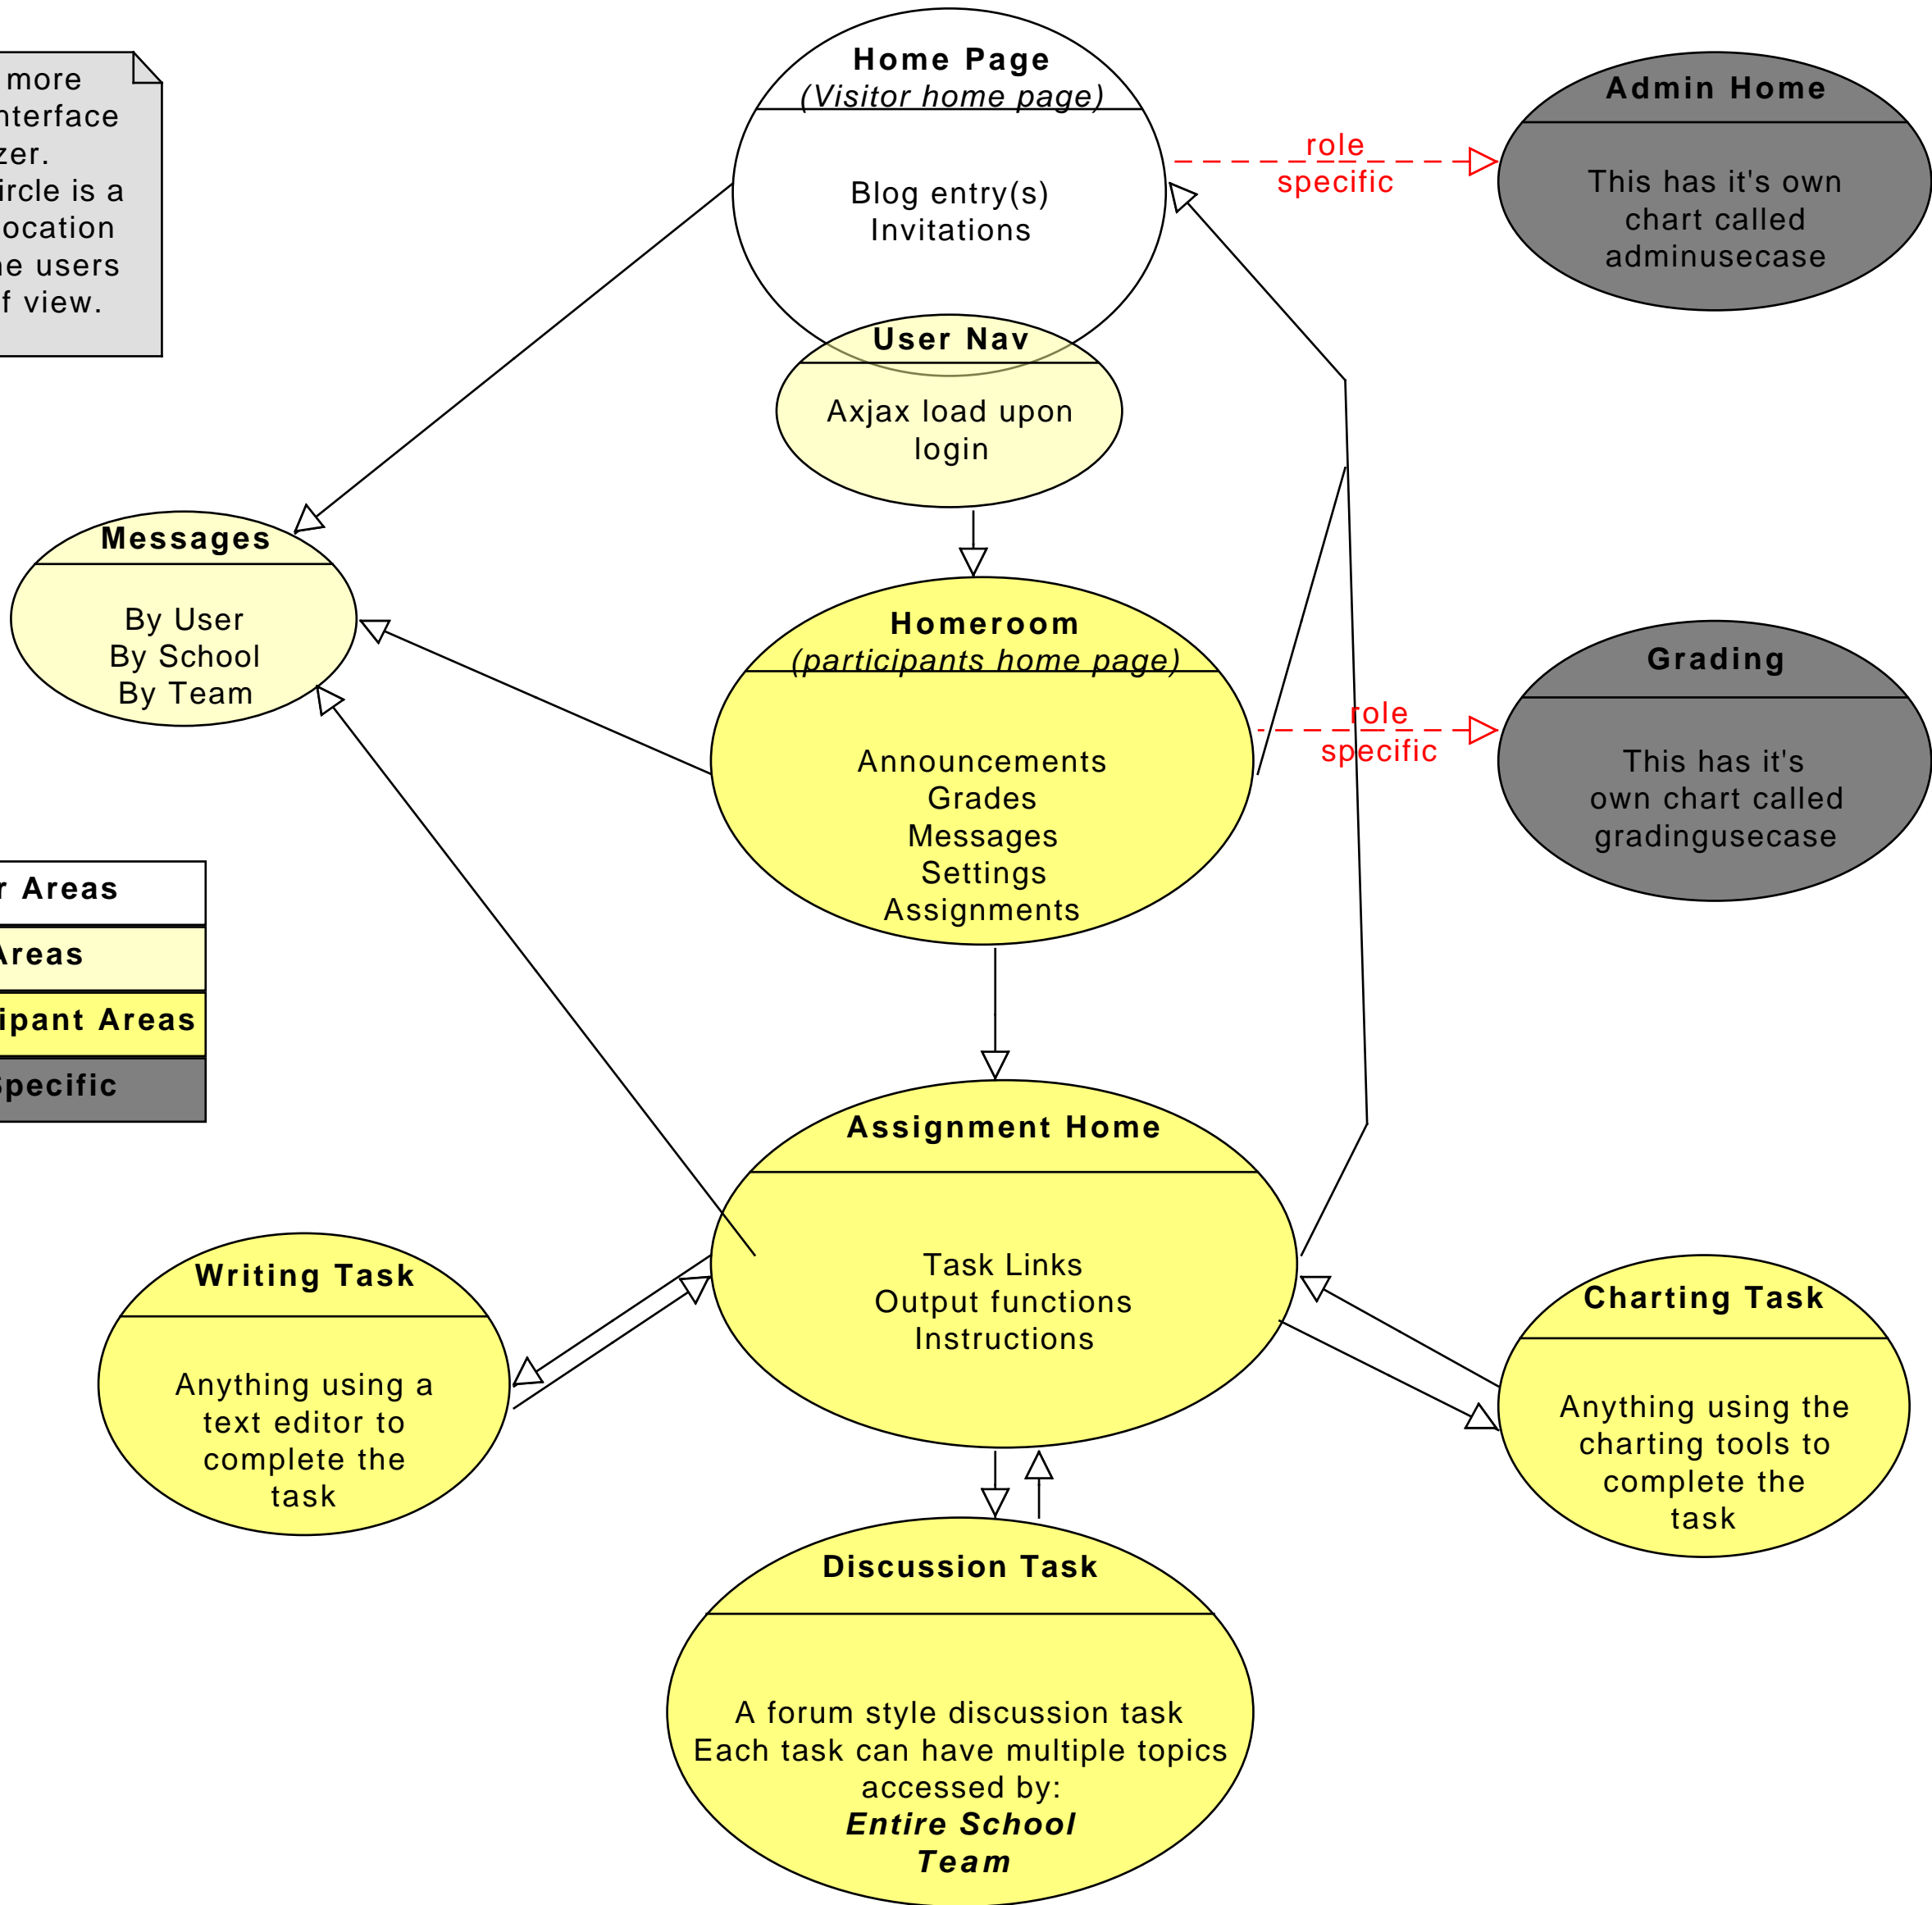 more
nterface
zer.
ircle is a
ocation
ne users
f view.
Home Page
(Visitor home page)
Blog entry(s)
Invitations
role
specific
Admin Home
This has it's own
chart called
adminusecase
User Nav
Axjax load upon
login
Messages
By User
By School
By Team
Homeroom
(participants home page)
Announcements
Grades
Messages
Settings
Assignments
role
specific
Grading
This has it's
own chart called
gradingusecase
r Areas
Areas
ipant Areas
Specific
Assignment Home
Task Links
Output functions
Instructions
Writing Task
Anything using a
text editor to
complete the
task
Charting Task
Anything using the
charting tools to
complete the
task
Discussion Task
A forum style discussion task
Each task can have multiple topics
accessed by:
Entire School
Team